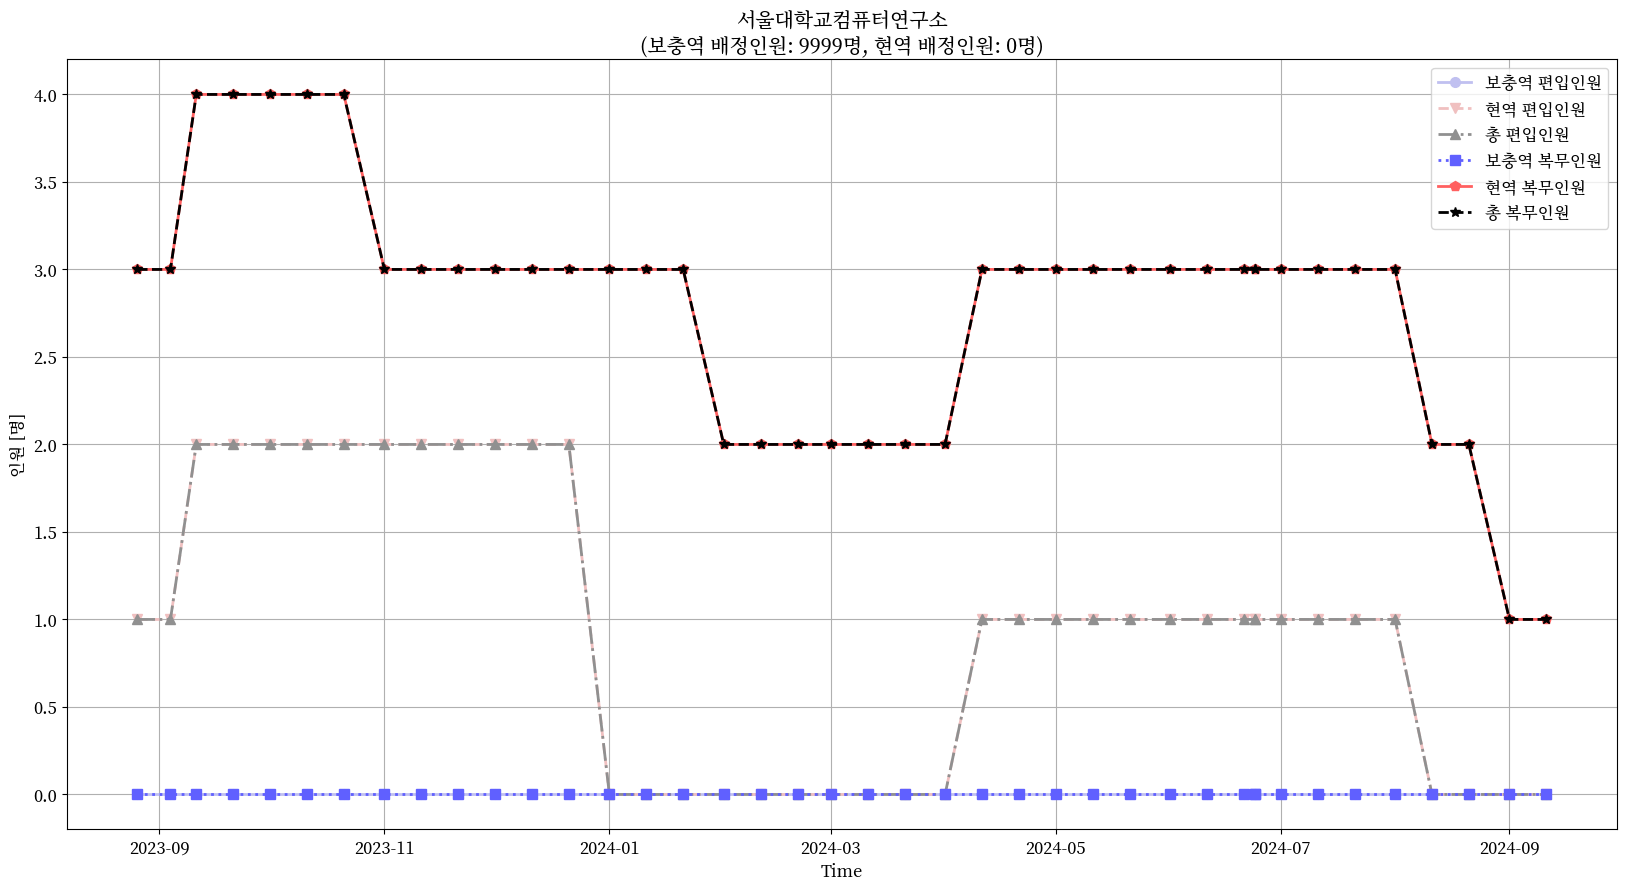 서울대학교컴퓨터연구소
(보충역 배정인원: 9999명, 현역 배정인원: 0명)
보충역 편입인원
현역 편입인원
총 편입인원
보충역 복무인원
현역 복무인원
총 복무인원
4.0
3.5
3.0
2.5
2.0
1.5
1.0
0.5
0.0
인원 [명]
2023-09
2023-11
2024-01
2024-03
2024-05
2024-07
2024-09
Time